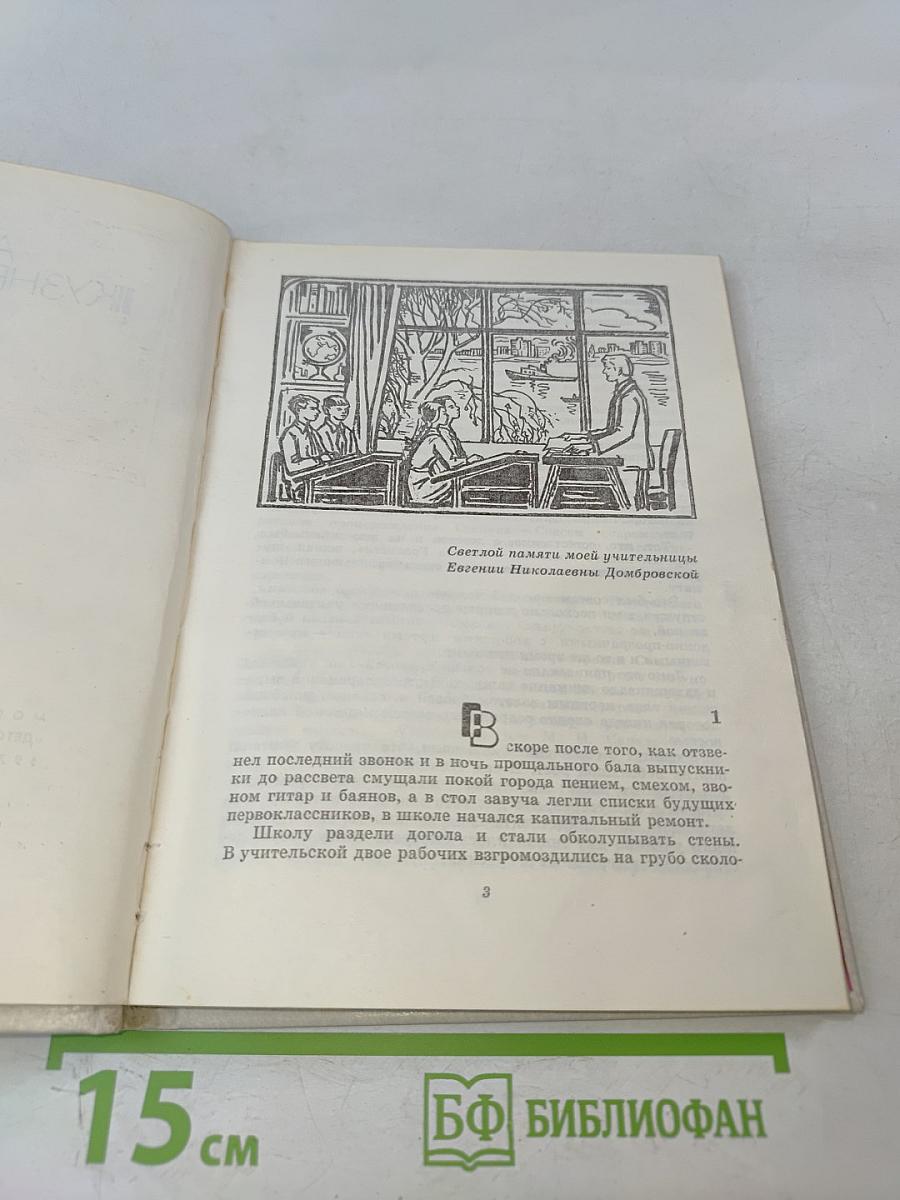 КУЗНЕ
Светлой памяти моей учительницы
Евгении Николаевны Домбровской
1
Вскоре после того, как отзве-
нел последний звонок и в ночь прощального бала выпускни-
ки до рассвета смущали покой города пением, смехом, зво-
ном гитар и баянов, а в стол завуча легли списки будущих
первоклассников, в школе начался капитальный ремонт.
Школу раздели догола и стали обколупывать стены.
В учительской двое рабочих взгромоздились на грубо сколо-
3
15 см
БФ БИБЛИОФАН